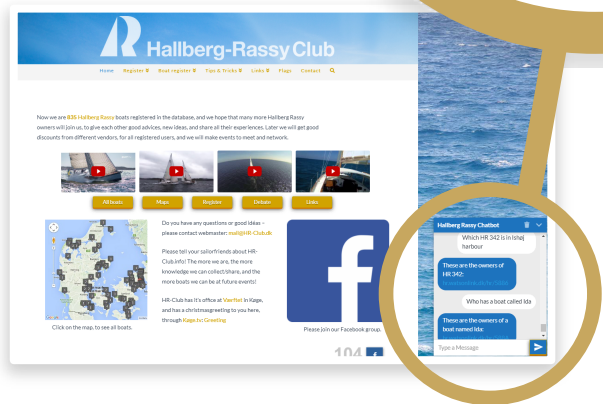 Hallberg-Rassy Club
Home Register Boat register Tips & Tricks Links Flags Contact
Now we are 835 Hallberg Rassy boats registered in the database, and we hope that many more Hallberg Rassy
owners will join us, to give each other good advices, new ideas, and share all their experiences. Later we will get good
discounts from different vendors, for all registered users, and we will make events to meet and network.
All boats Maps Register Debate Links
Do you have any questions or good ideas –
please contact webmaster: mail@HR-Club.dk
Please tell your sailorfriends about HR-
Club.info! The more we are, the more
knowledge we can collect/share, and the
more boats we can be at future events!
HR-Club has it's office at Værftet in Køge,
and has a christmasgreeting to you here,
through
Click on the map, to see all boats.
Please join our Facebook group.
104
Hallberg Rassy Chatbot
Which HR 342 is in Ishøj
harbour
These are the owners of
HR 342:
Who has a boat called Ida
These are the owners of a
boat named Ida:
Type a Message